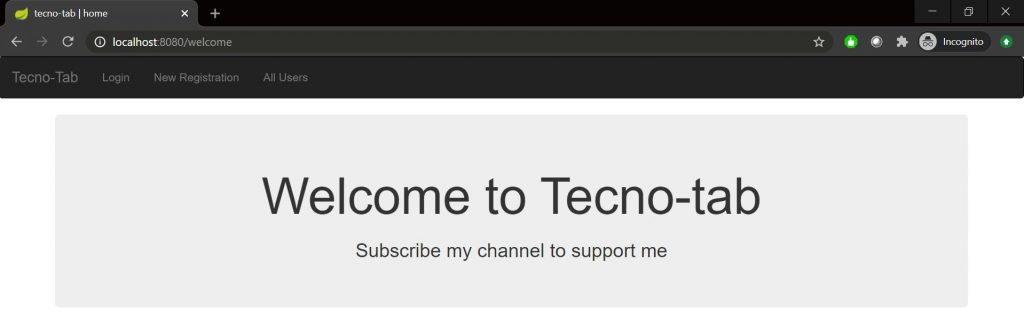 tecno-tab | home
localhost:8080/welcome
Incognito
Tecno-Tab Login New Registration All Users
Welcome to Tecno-tab
Subscribe my channel to support me